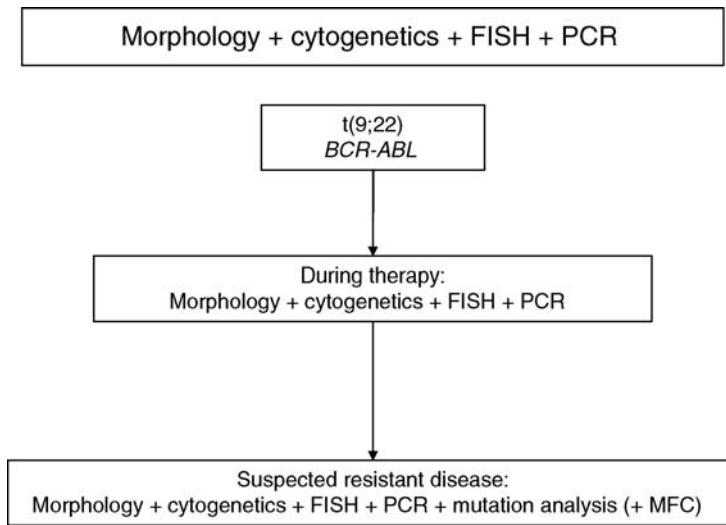 Morphology + cytogenetics + FISH + PCR
t(9;22)
BCR-ABL
During therapy:
Morphology + cytogenetics + FISH + PCR
Suspected resistant disease:
Morphology + cytogenetics + FISH + PCR + mutation analysis (+ MFC)